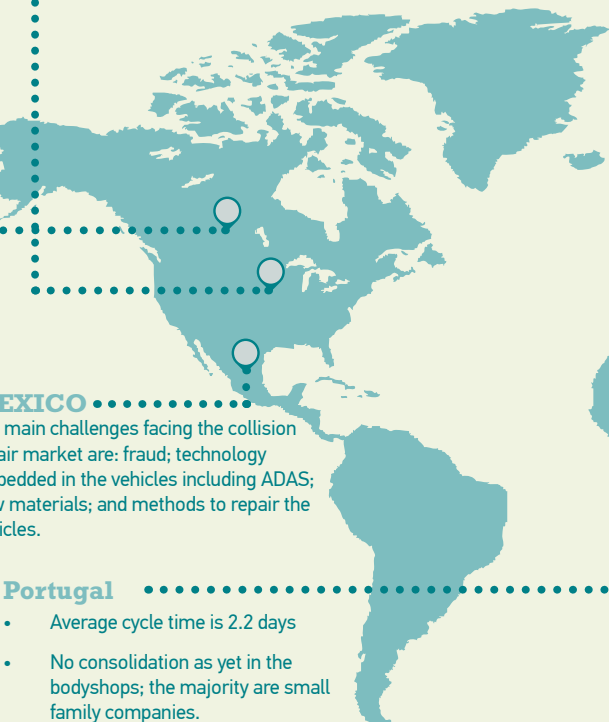 EXICO
main challenges facing the collision
air market are: fraud; technology
bedded in the vehicles including ADAS;
w materials; and methods to repair the
icles.
Portugal
• Average cycle time is 2.2 days
• No consolidation as yet in the
bodyshops; the majority are small
family companies.